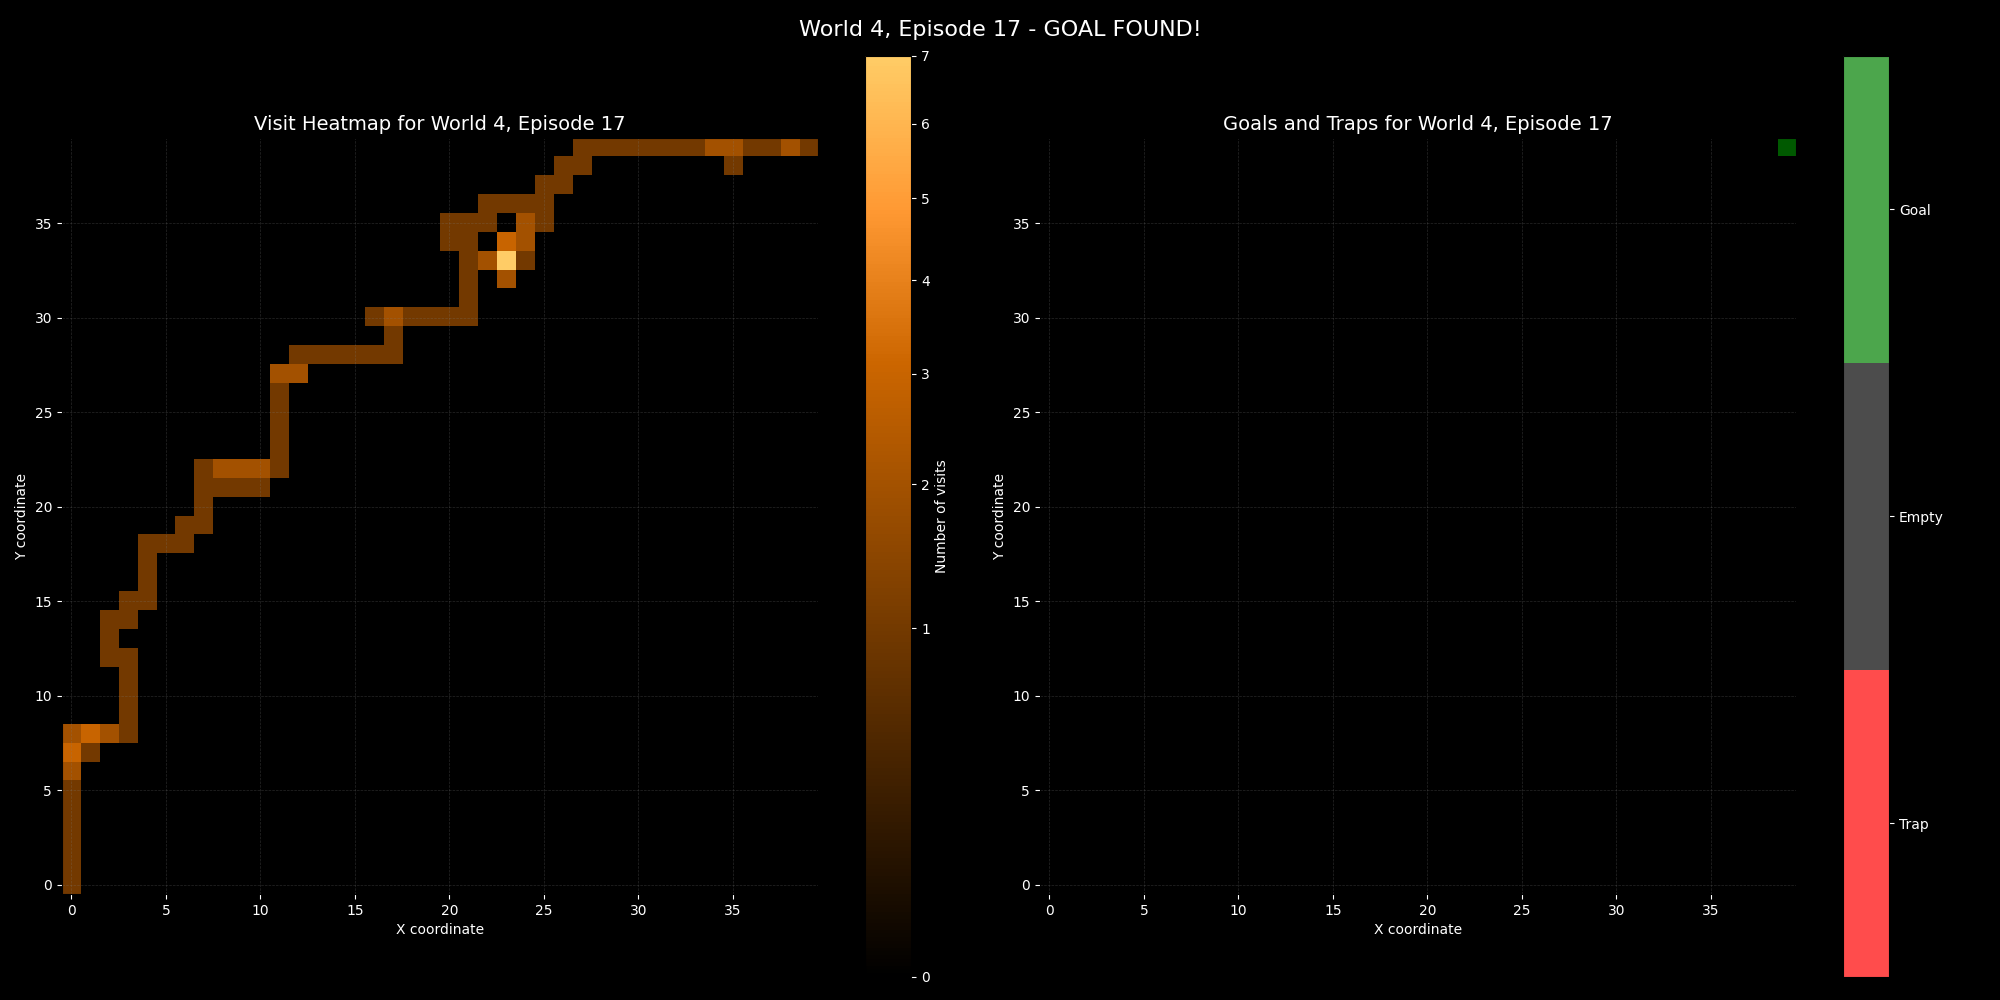 World 4, Episode 17 - GOAL FOUND!
Visit Heatmap for World 4, Episode 17
Y coordinate
35
30
25
20
15
10
5
0
0 5 10 15 20 25 30 35
X coordinate
7
6
5
4
3
2
1
0
Number of visits
Goals and Traps for World 4, Episode 17
Y coordinate
35
30
25
20
15
10
5
0
0 5 10 15 20 25 30 35
X coordinate
Goal
Empty
Trap